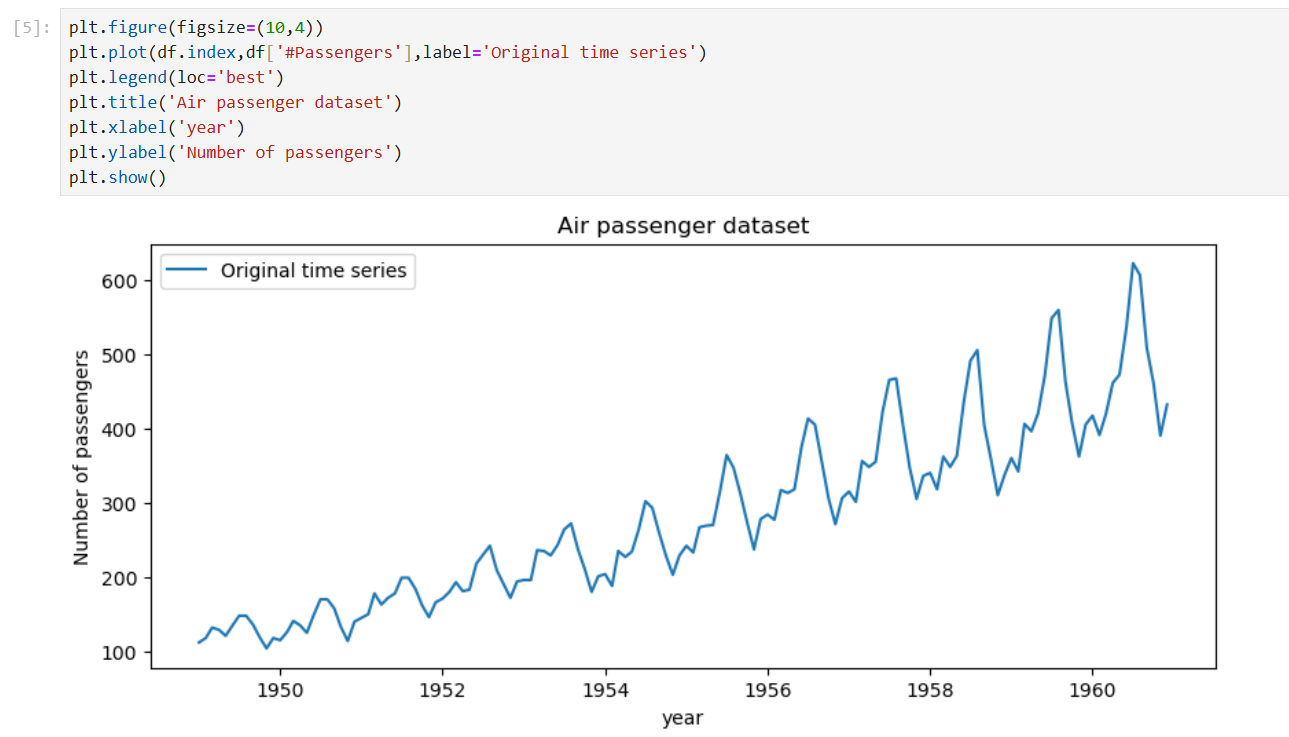 [5]:
plt.figure(figsize=(10,4))
plt.plot(df.index,df['#Passengers'],label='Original time series')
plt.legend(loc='best')
plt.title('Air passenger dataset')
plt.xlabel('year')
plt.ylabel('Number of passengers')
plt.show()
Air passenger dataset
Original time series
Number of passengers
600
500
400
300
200
100
1950 1952 1954 1956 1958 1960
year